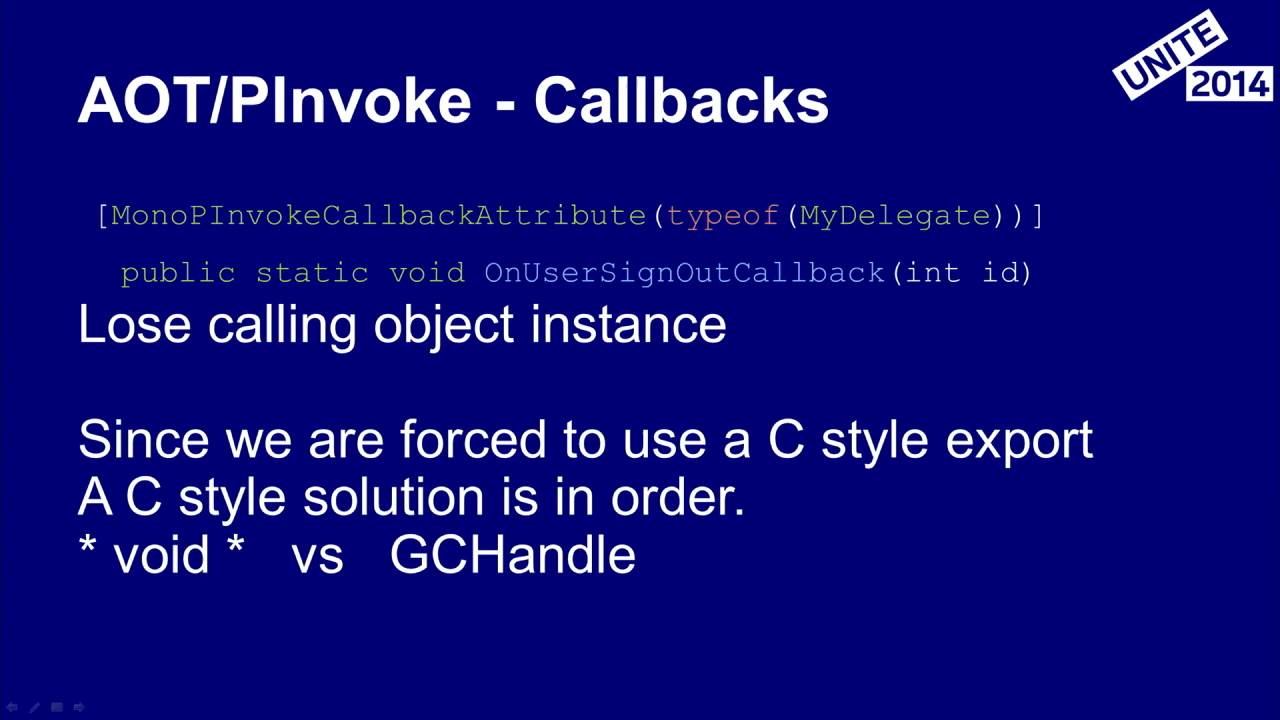 UNITE
2014
AOT/PInvoke - Callbacks
[MonoPInvokeCallbackAttribute(typeof(MyDelegate))]
public static void OnUserSignOutCallback(int id)
Lose calling object instance
Since we are forced to use a C style export
A C style solution is in order.
* void * vs GCHandle